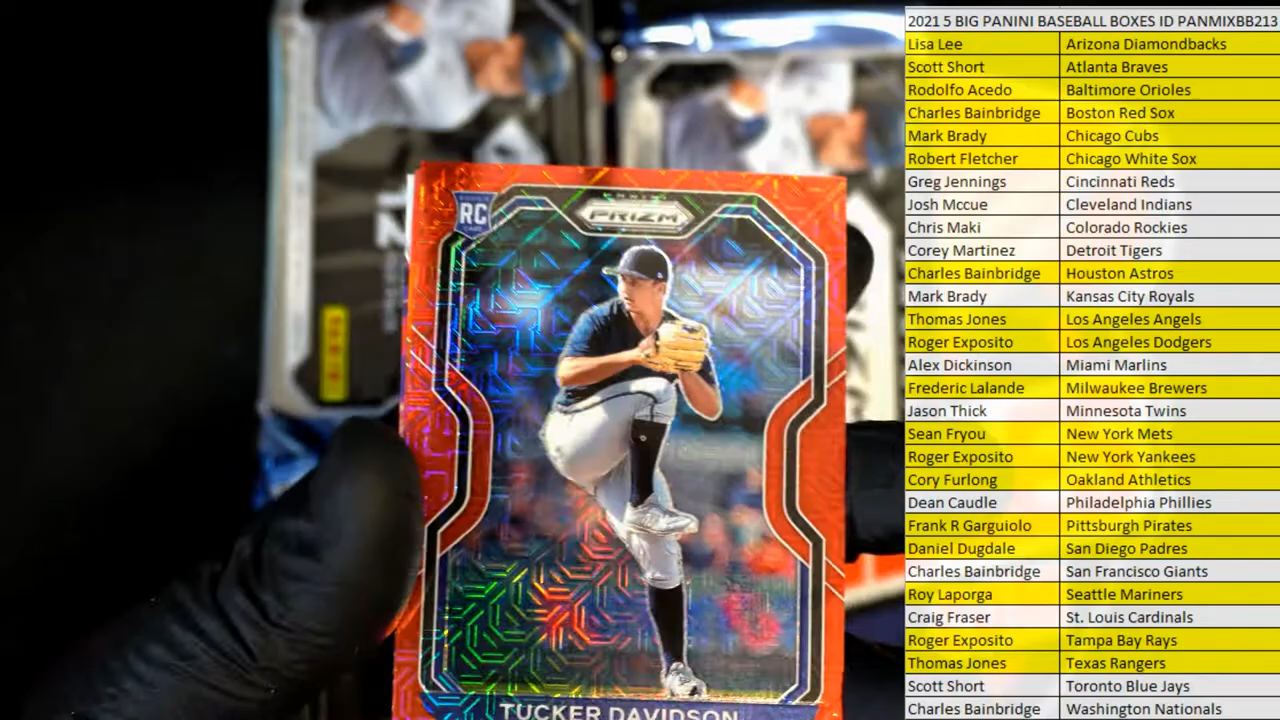 ROOKIE
RC
CARD
PANINI
PRIZM
TUCKER DAVIDSON
2021 5 BIG PANINI BASEBALL BOXES ID PANMIXBB213
Lisa Lee Arizona Diamondbacks
Scott Short Atlanta Braves
Rodolfo Acedo Baltimore Orioles
Charles Bainbridge Boston Red Sox
Mark Brady Chicago Cubs
Robert Fletcher Chicago White Sox
Greg Jennings Cincinnati Reds
Josh Mccue Cleveland Indians
Chris Maki Colorado Rockies
Corey Martinez Detroit Tigers
Charles Bainbridge Houston Astros
Mark Brady Kansas City Royals
Thomas Jones Los Angeles Angels
Roger Exposito Los Angeles Dodgers
Alex Dickinson Miami Marlins
Frederic Lalande Milwaukee Brewers
Jason Thick Minnesota Twins
Sean Fryou New York Mets
Roger Exposito New York Yankees
Cory Furlong Oakland Athletics
Dean Caudle Philadelphia Phillies
Frank R Garguiolo Pittsburgh Pirates
Daniel Dugdale San Diego Padres
Charles Bainbridge San Francisco Giants
Roy Laporga Seattle Mariners
Craig Fraser St. Louis Cardinals
Roger Exposito Tampa Bay Rays
Thomas Jones Texas Rangers
Scott Short Toronto Blue Jays
Charles Bainbridge Washington Nationals